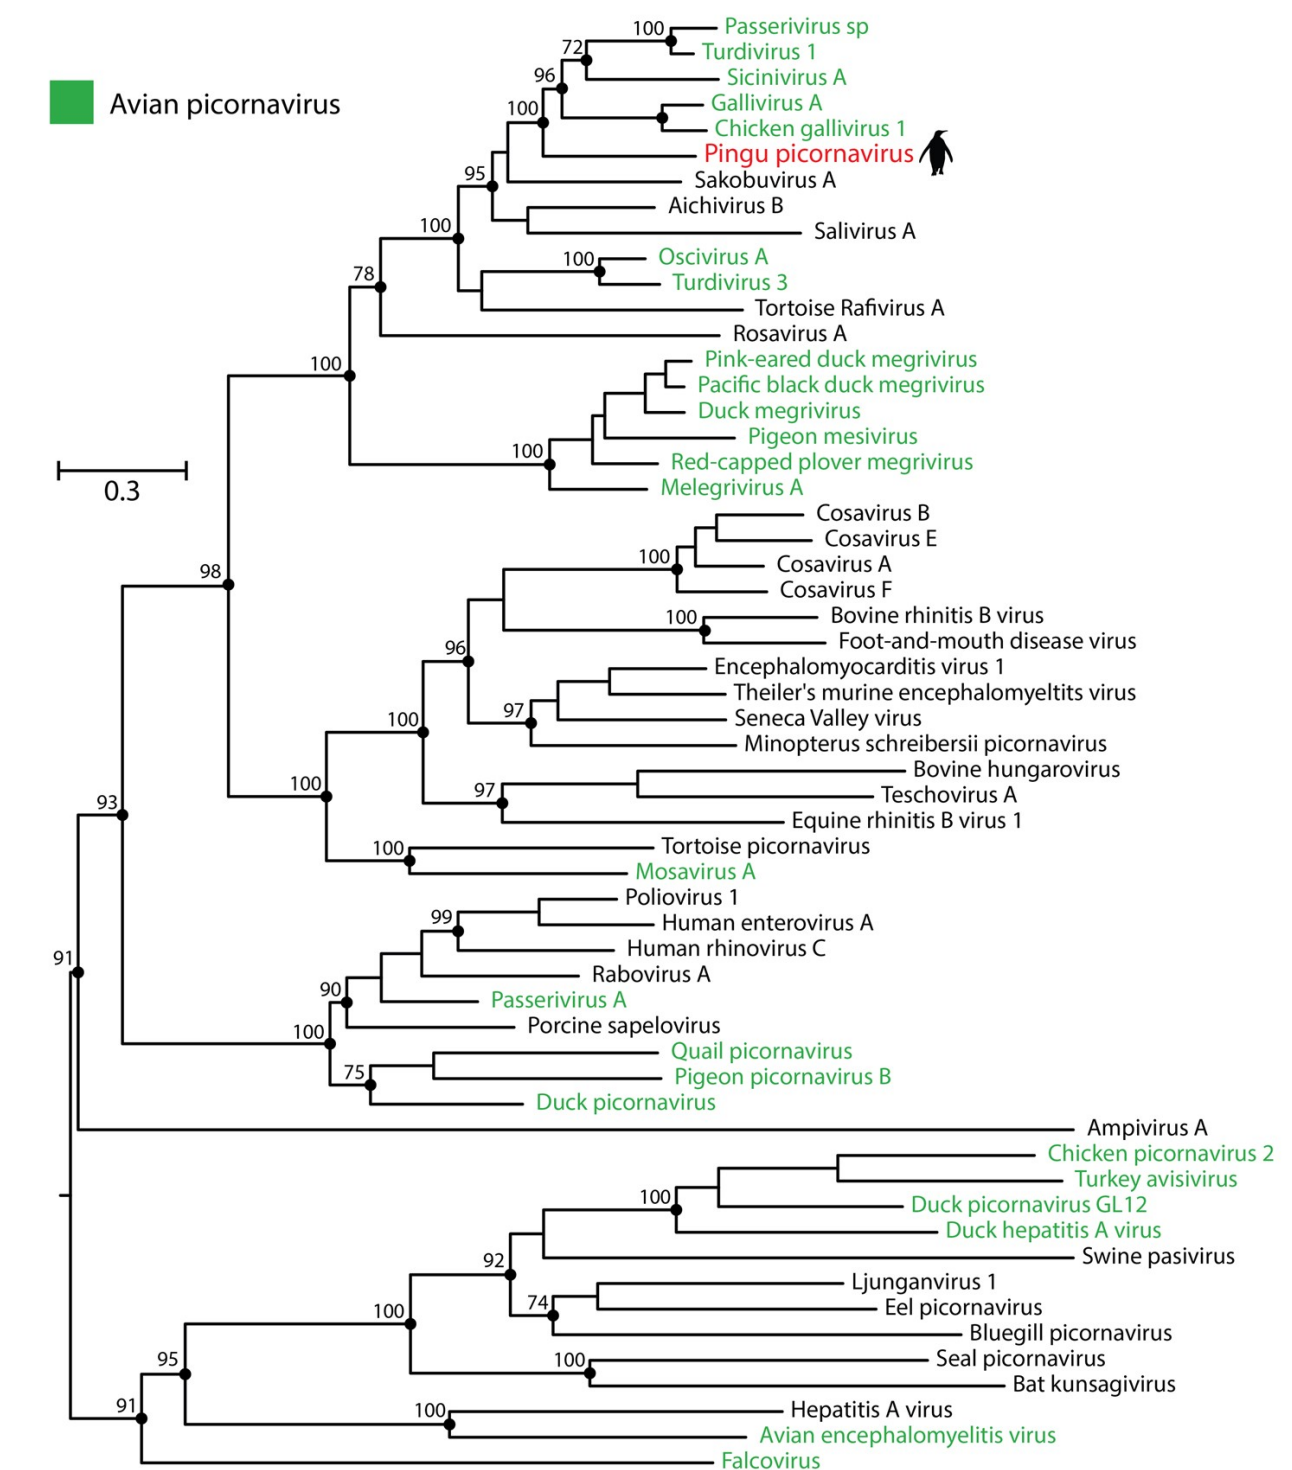 100 Passerivirus sp
72 Turdivirus 1
96 Sicinivirus A
Avian picornavirus
100 Gallivirus A
Chicken gallivirus 1
Pingu picornavirus
95 Sakobuvirus A
Aichivirus B
100 Salivirus A
100 Oscivirus A
78 Turdivirus 3
Tortoise Rafivirus A
Rosavirus A
100 Pink-eared duck megrivirus
Pacific black duck megrivirus
Duck megrivirus
Pigeon mesivirus
100 Red-capped plover megrivirus
0.3 Melegrivirus A
Cosavirus B
Cosavirus E
100 Cosavirus A
98 Cosavirus F
100 Bovine rhinitis B virus
Foot-and-mouth disease virus
96 Encephalomyocarditis virus 1
Theiler's murine encephalomyeltits virus
100 97 Seneca Valley virus
Minopterus schreibersii picornavirus
100 Bovine hungarovirus
97 Teschovirus A
93 Equine rhinitis B virus 1
100 Tortoise picornavirus
Mosavirus A
Poliovirus 1
99 Human enterovirus A
Human rhinovirus C
91 Rabovirus A
90 Passerivirus A
100 Porcine sapelovirus
Quail picornavirus
75 Pigeon picornavirus B
Duck picornavirus
Ampivirus A
Chicken picornavirus 2
Turkey avisivirus
100 Duck picornavirus GL12
Duck hepatitis A virus
92 Swine pasivirus
Ljunganvirus 1
100 74 Eel picornavirus
Bluegill picornavirus
95 100 Seal picornavirus
Bat kunsagivirus
91 100 Hepatitis A virus
Avian encephalomyelitis virus
Falcovirus